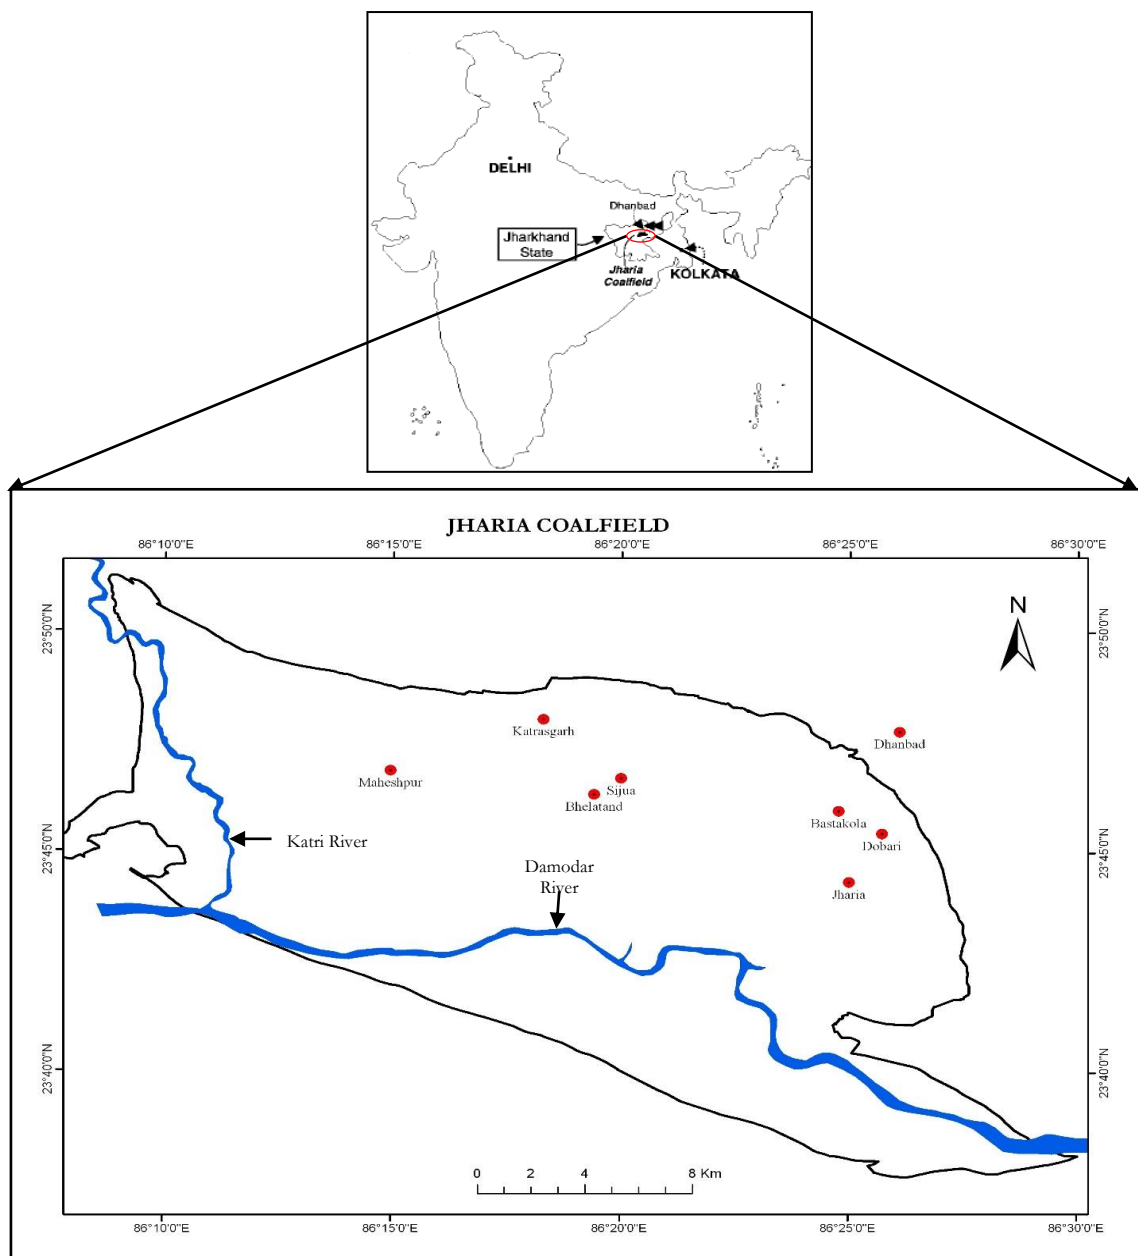 DELHI
Dhanbad
Jharkhand
State
Jharia
Coalfield
KOLKATA
JHARIA COALFIELD
86°10'0"E 86°15'0"E 86°20'0"E 86°25'0"E 86°30'0"E
N
23°50'0"N
23°50'0"N
Katrasgarh
Dhanbad
Maheshpur
Sijua
Bhelatand
Bastakola
Dobari
Katri River
23°45'0"N
23°45'0"N
Damodar
River
Jharia
23°40'0"N
23°40'0"N
0 2 4 8 Km
86°10'0"E 86°15'0"E 86°20'0"E 86°25'0"E 86°30'0"E